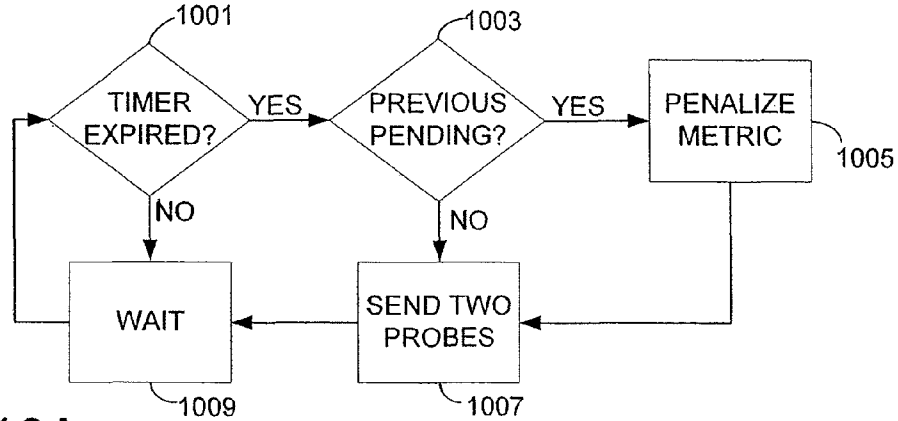 1001
1003
TIMER
EXPIRED?
YES
PREVIOUS
PENDING?
YES
PENALIZE
METRIC
1005
NO
NO
WAIT
SEND TWO
PROBES
1009
1007